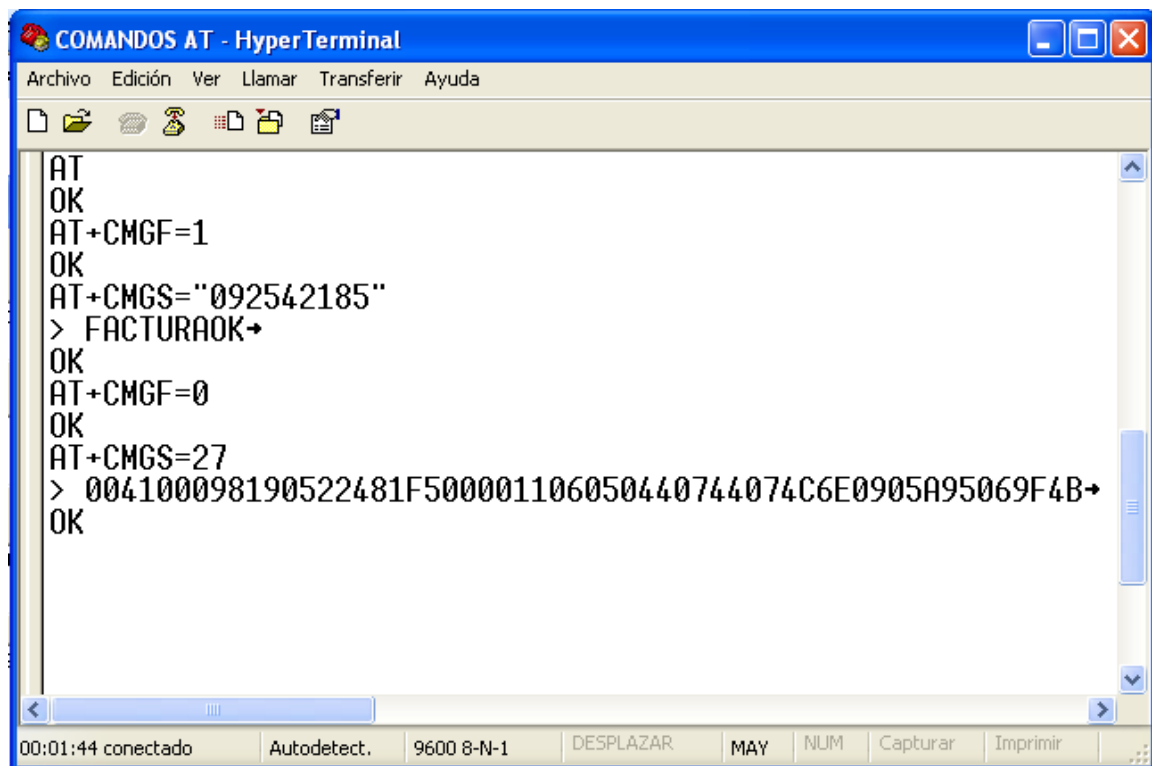 COMANDOS AT - HyperTerminal
Archivo Edición Ver Llamar Transferir Ayuda
AT
OK
AT+CMGF=1
OK
AT+CMGS="092542185"
> FACTURAOK→
OK
AT+CMGF=0
OK
AT+CMGS=27
> 004100098190522481F500001106050440744074C6E0905A95069F4B→
OK
00:01:44 conectado Autodetect. 9600 8-N-1 DESPLAZAR MAY NUM Capturar Imprimir